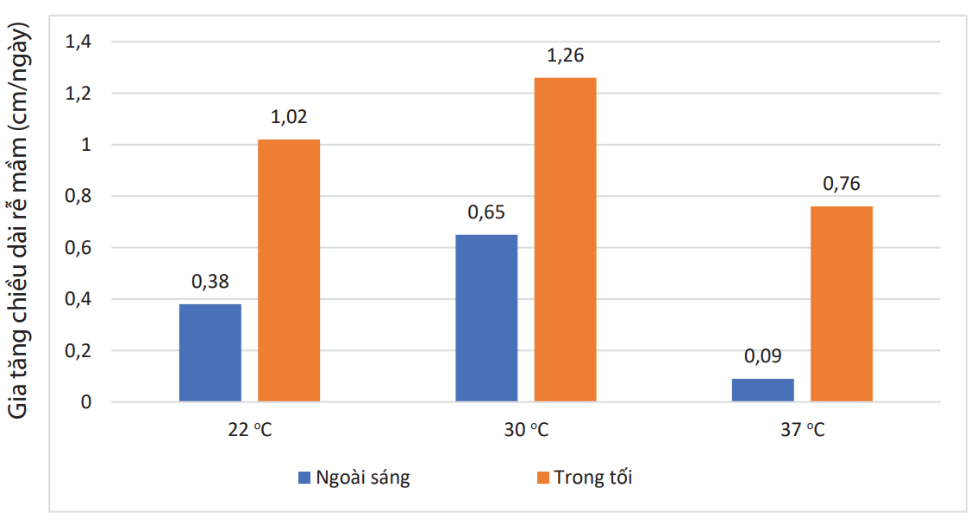 Gia tăng chiều dài rễ mầm (cm/ngày)
1,4
1,2
1
0,8
0,6
0,4
0,2
0
0,38
1,02
0,65
1,26
0,09
0,76
22 °C
30 °C
37 °C
Ngoài sáng
Trong tối